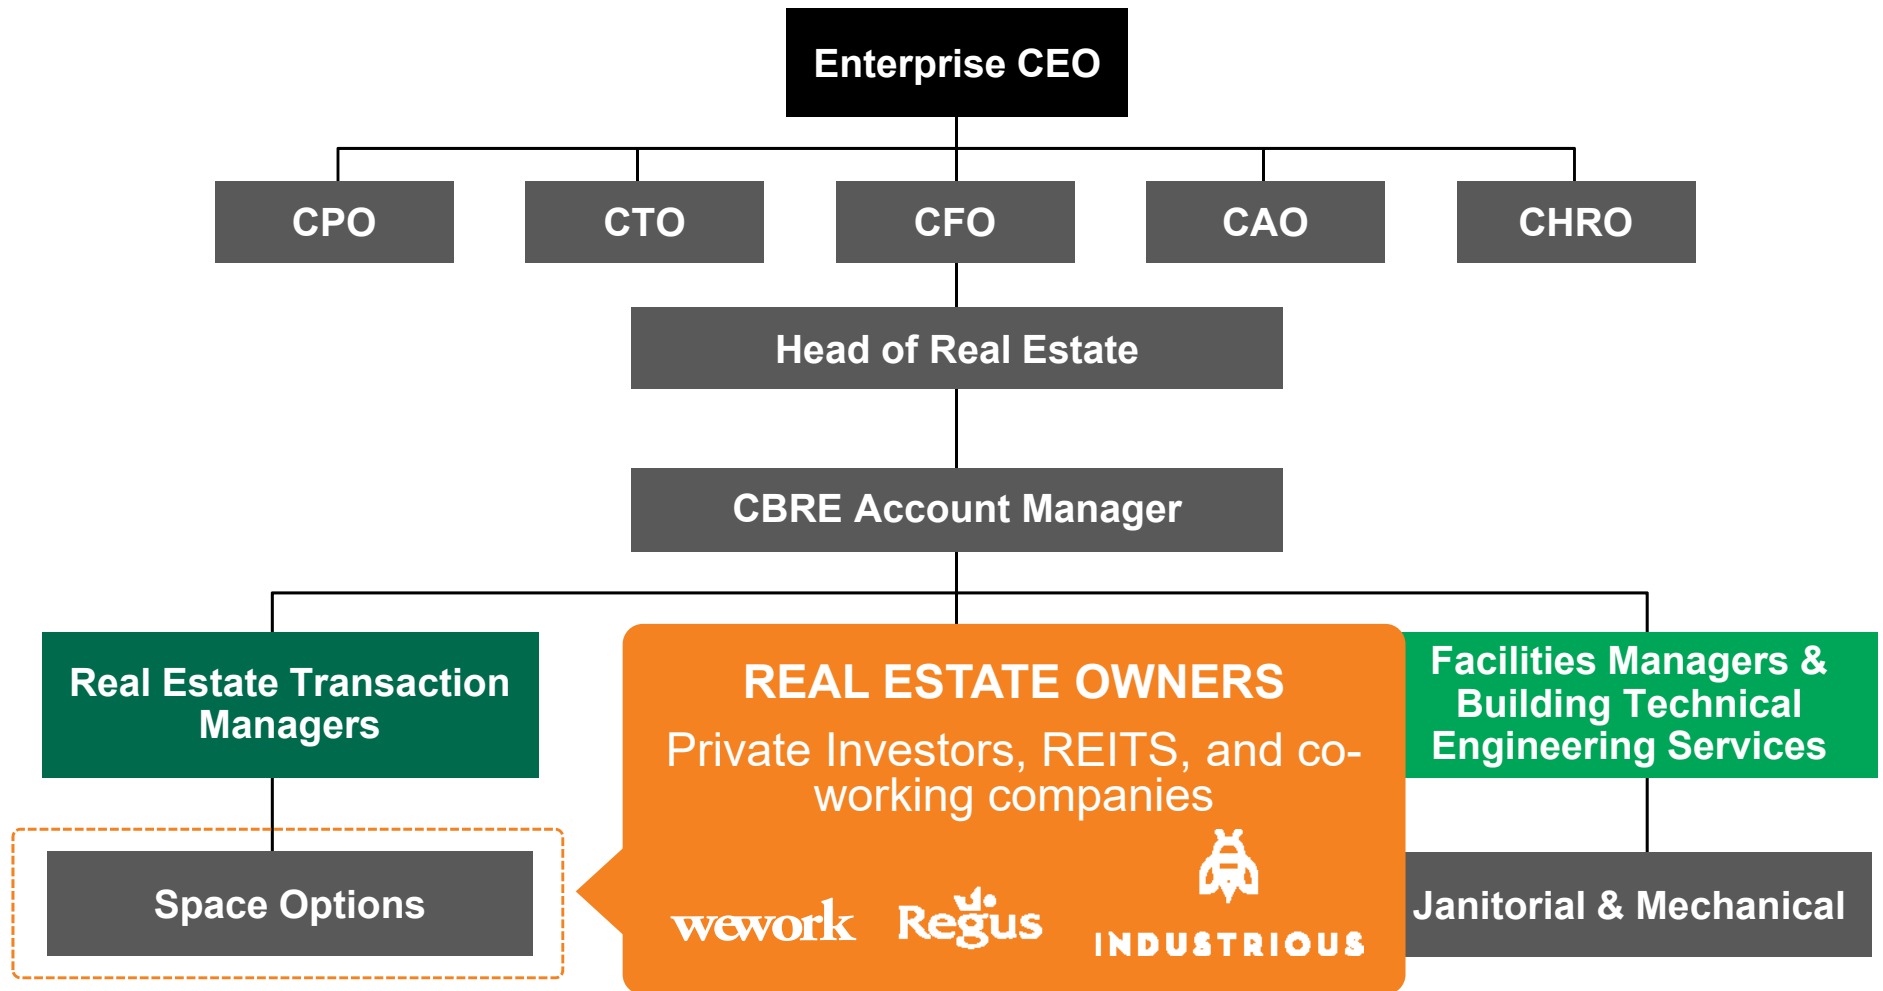 Enterprise CEO
CPO
CTO
CFO
CAO
CHRO
Head of Real Estate
CBRE Account Manager
Real Estate Transaction
Managers
REAL ESTATE OWNERS
Private Investors, REITS, and co-
working companies
Facilities Managers &
Building Technical
Engineering Services
Space Options
wework
Regus
INDUSTRIOUS
Janitorial & Mechanical